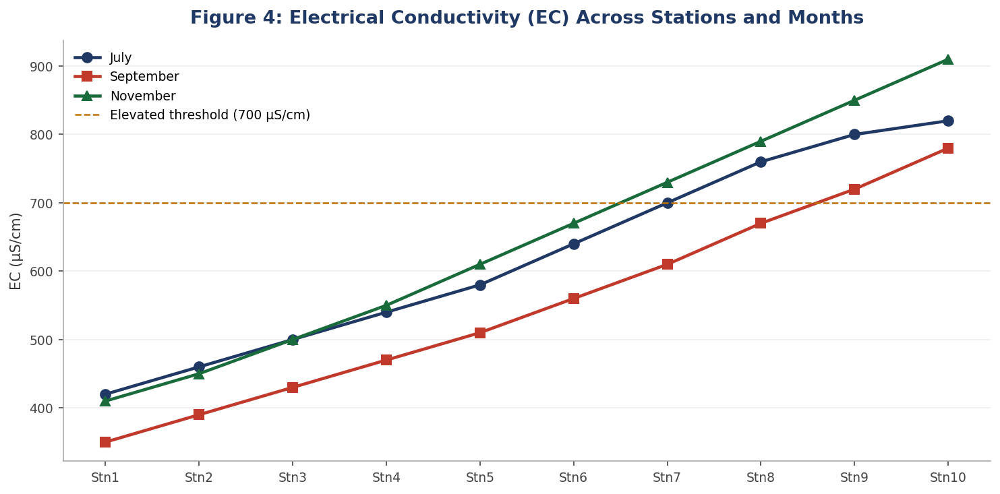 Figure 4: Electrical Conductivity (EC) Across Stations and Months
July
September
November
Elevated threshold (700 µS/cm)
EC (µS/cm)
900
800
700
600
500
400
Stn1 Stn2 Stn3 Stn4 Stn5 Stn6 Stn7 Stn8 Stn9 Stn10